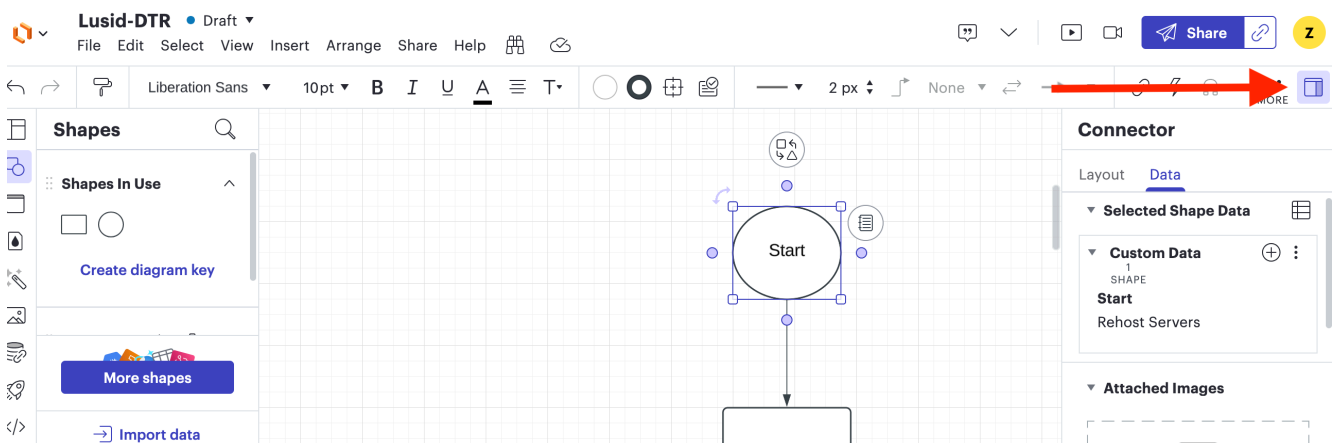 Lusid-DTR
Draft
File Edit Select View Insert Arrange Share Help
Share
Z
Liberation Sans
10pt
B I U A T
2 px
None
MORE
Shapes
Shapes In Use
Create diagram key
More shapes
Import data
Start
Connector
Layout Data
Selected Shape Data
Custom Data
1
SHAPE
Start
Rehost Servers
Attached Images